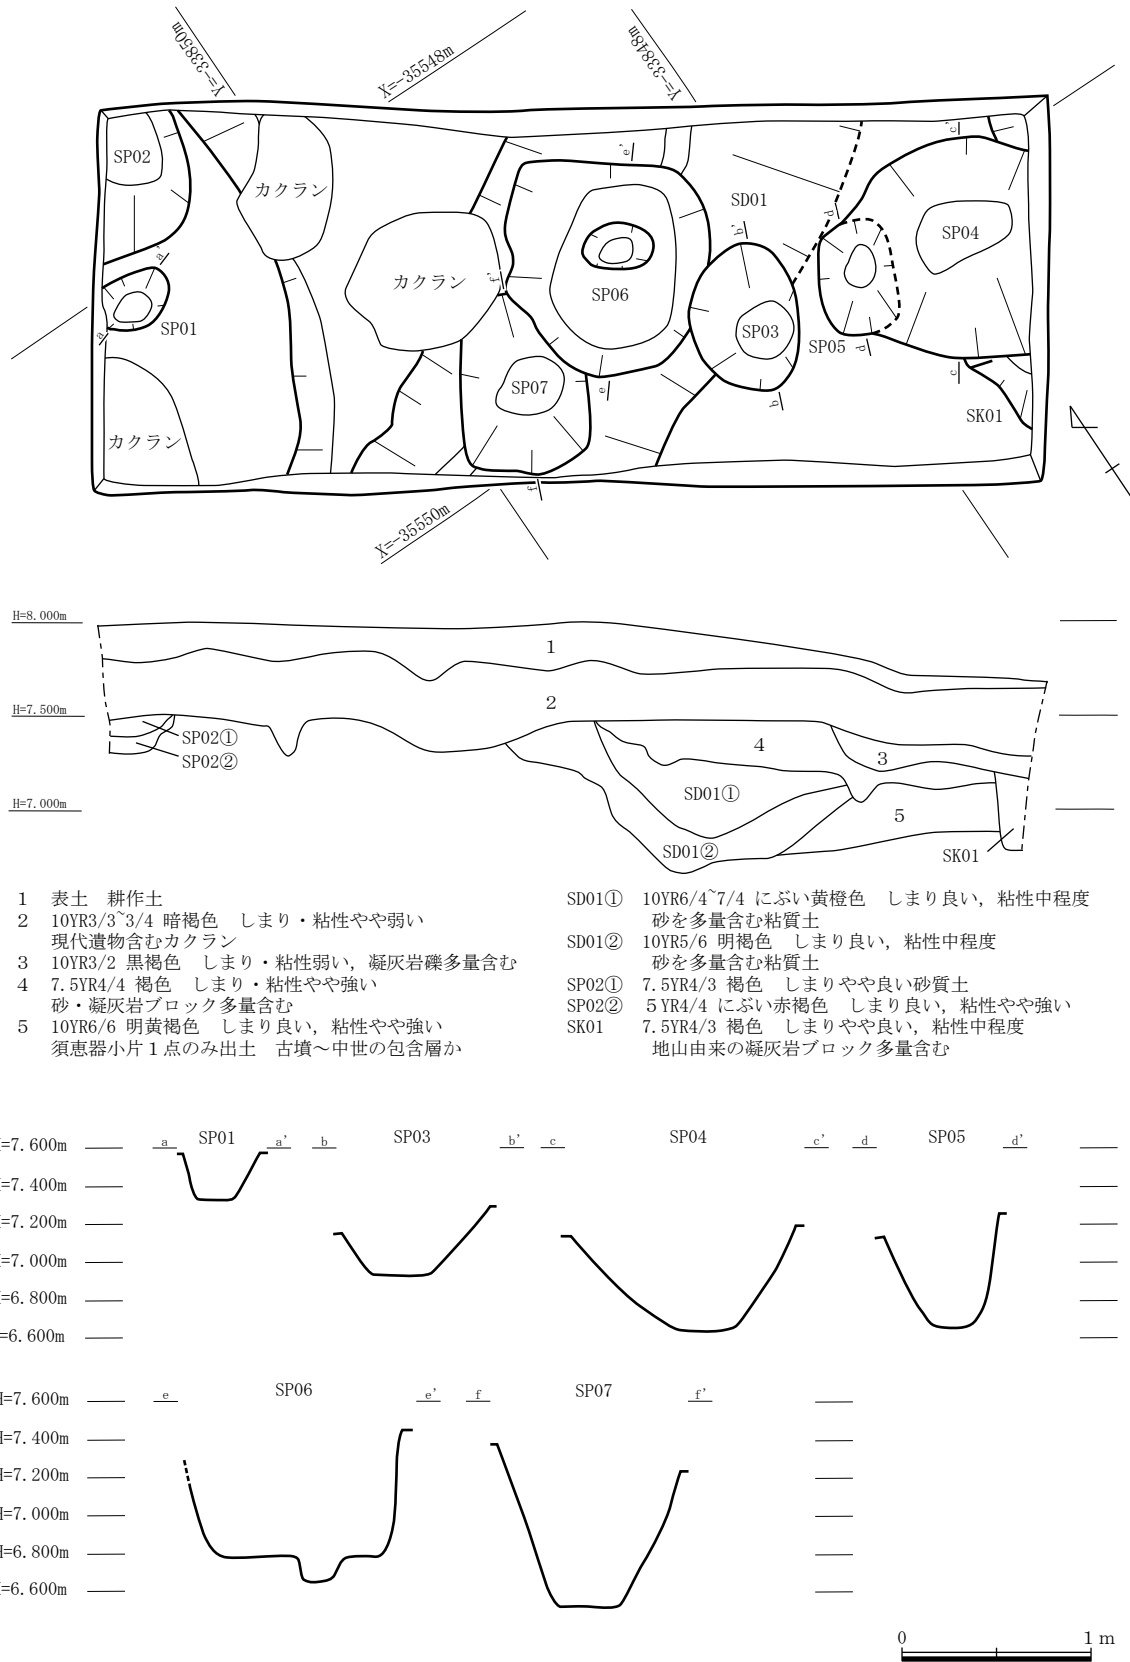 Y=-33850m
X=-35548m
Y=-33848m
SP02
カクラン
a'
SP01
a
カクラン
カクラン
f'
e'
SP06
SD01
b'
d'
c'
SP04
SP03
SP05
d
SP07
e
b
c
SK01
f
X=-35550m
H=8.000m
1
H=7.500m
2
SP02①
SP02②
4
3
H=7.000m
SD01①
5
SD01②
SK01
1 表土 耕作土
2 10YR3/3~3/4 暗褐色 しまり・粘性やや弱い
現代遺物含むカクラン
3 10YR3/2 黒褐色 しまり・粘性弱い，凝灰岩礫多量含む
4 7.5YR4/4 褐色 しまり・粘性やや強い
砂・凝灰岩ブロック多量含む
5 10YR6/6 明黄褐色 しまり良い，粘性やや強い
須恵器小片１点のみ出土 古墳～中世の包含層か
SD01① 10YR6/4~7/4 にぶい黄橙色 しまり良い，粘性中程度
砂を多量含む粘質土
SD01② 10YR5/6 明褐色 しまり良い，粘性中程度
砂を多量含む粘質土
SP02① 7.5YR4/3 褐色 しまりやや良い砂質土
SP02② ５YR4/4 にぶい赤褐色 しまり良い，粘性やや強い
SK01 7.5YR4/3 褐色 しまりやや良い，粘性中程度
地山由来の凝灰岩ブロック多量含む
=7.600m a SP01 a' b SP03 b' c SP04 c' d SP05 d'
=7.400m
=7.200m
=7.000m
=6.800m
=6.600m
H=7.600m e SP06 e' f SP07 f'
H=7.400m
H=7.200m
H=7.000m
H=6.800m
=6.600m
0 1 m